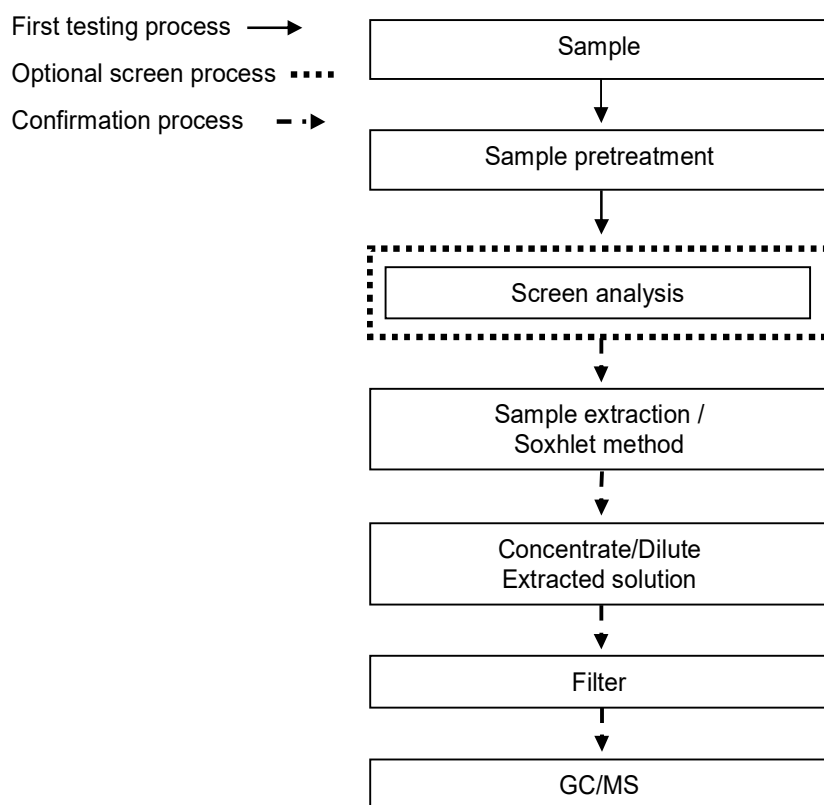 First testing process
Optional screen process
Confirmation process
Sample
Sample pretreatment
Screen analysis
Sample extraction /
Soxhlet method
Concentrate/Dilute
Extracted solution
Filter
GC/MS